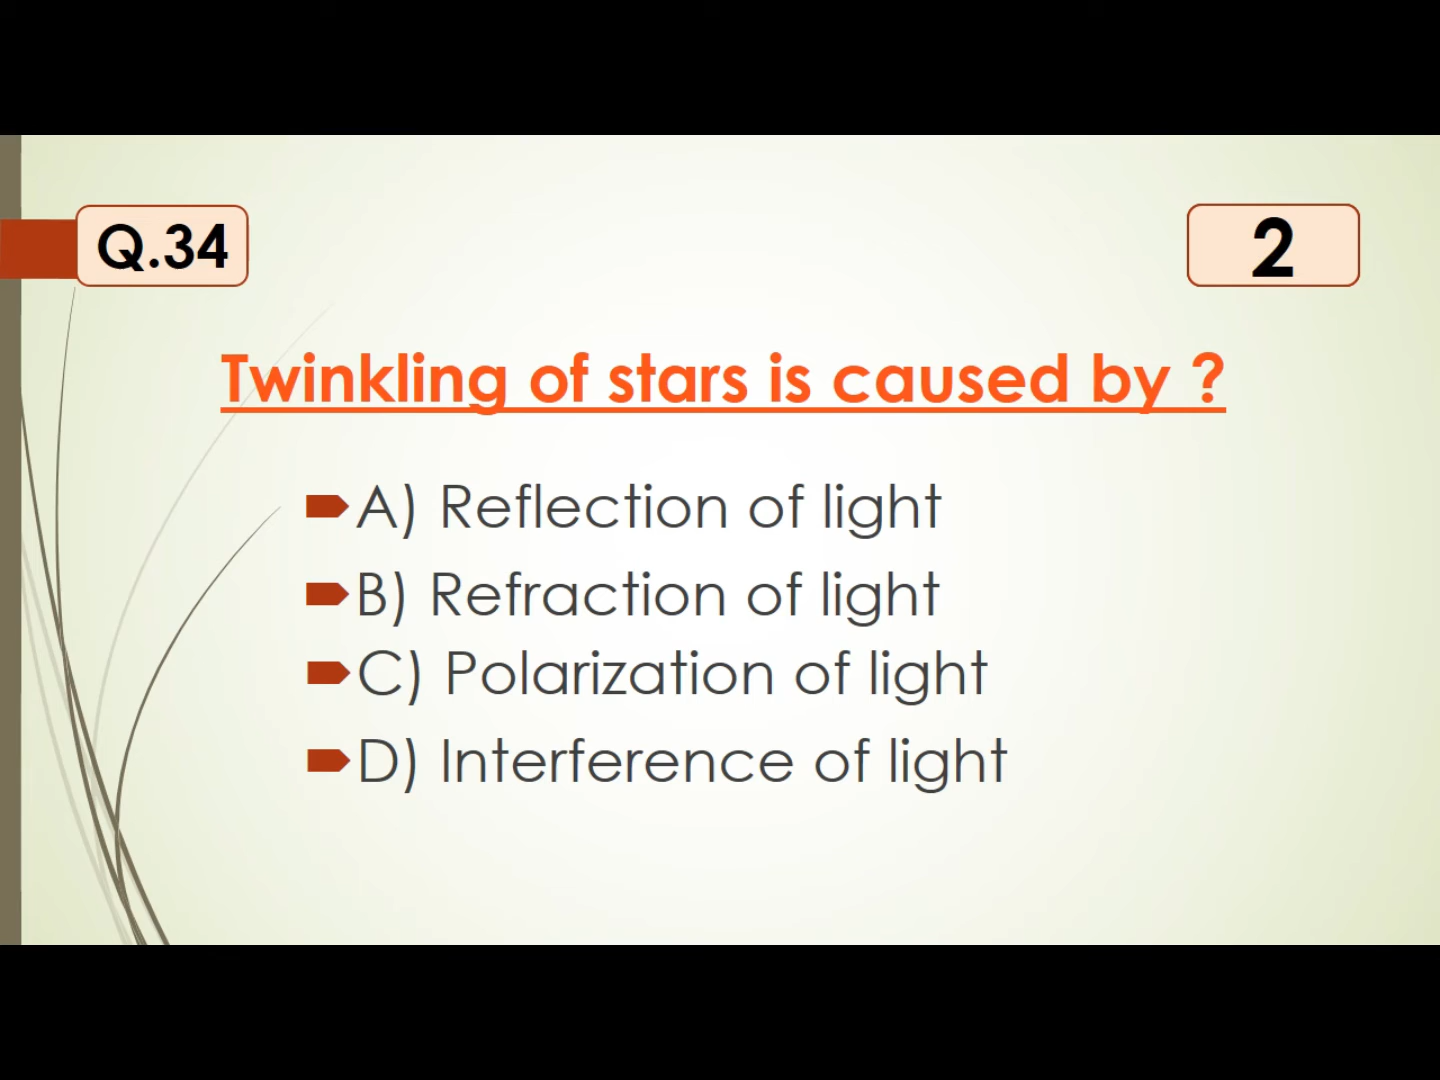 Q.34
2
Twinkling of stars is caused by ?
A) Reflection of light
B) Refraction of light
C) Polarization of light
D) Interference of light